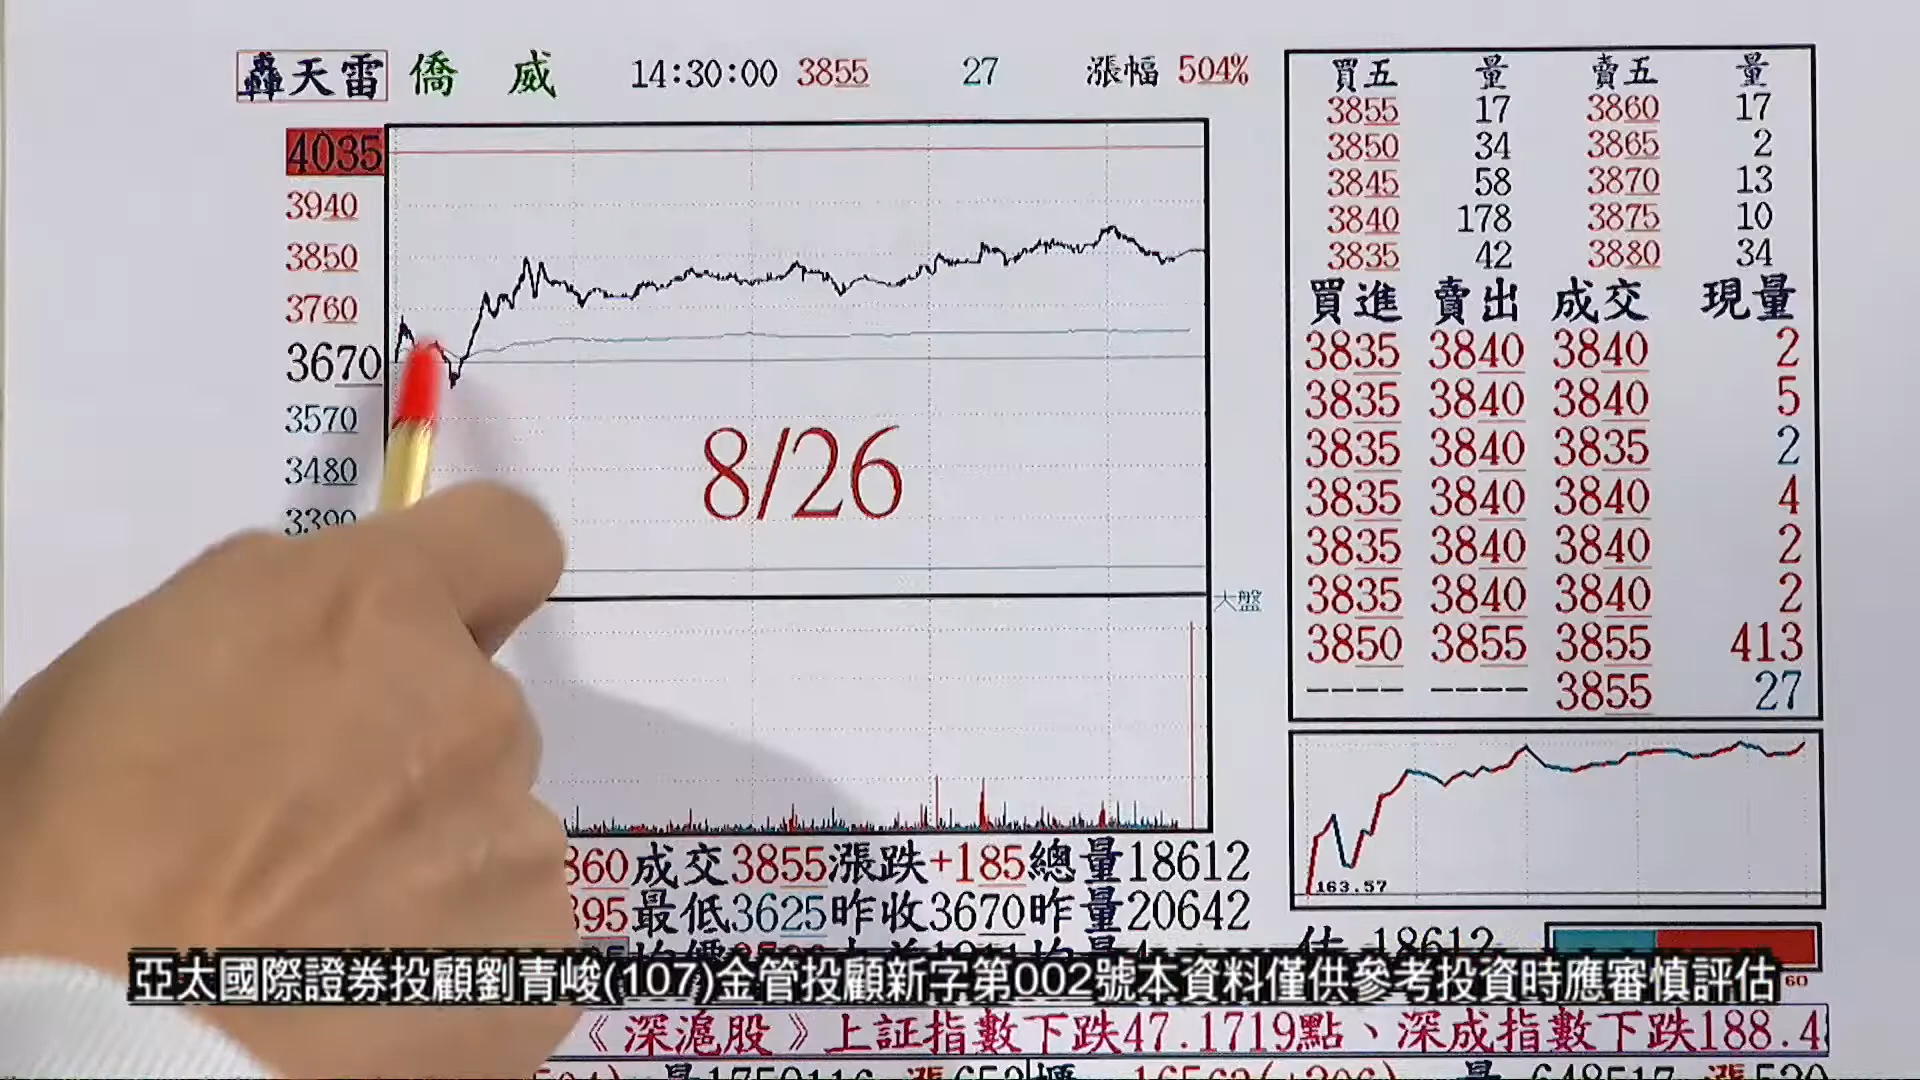 轟天雷 僑 威 14:30:00 3855 27 漲幅 504%
4035
3940
3850
3760
3670
3570
3480
3390
8/26
大盤
買五 量 賣五 量
3855 17 3860 17
3850 34 3865 2
3845 58 3870 13
3840 178 3875 10
3835 42 3880 34
買進 賣出 成交 現量
3835 3840 3840 2
3835 3840 3840 5
3835 3840 3835 2
3835 3840 3840 4
3835 3840 3840 2
3835 3840 3840 2
3850 3855 3855 413
---- ---- 3855 27
163.57
860成交3855漲跌+185總量18612
895最低3625昨收3670昨量20642
估 18612
60
亞太國際證券投顧劉青峻(107)金管投顧新字第002號本資料僅供參考投資時應審慎評估
《深滬股》上証指數下跌47.1719點、深成指數下跌188.4